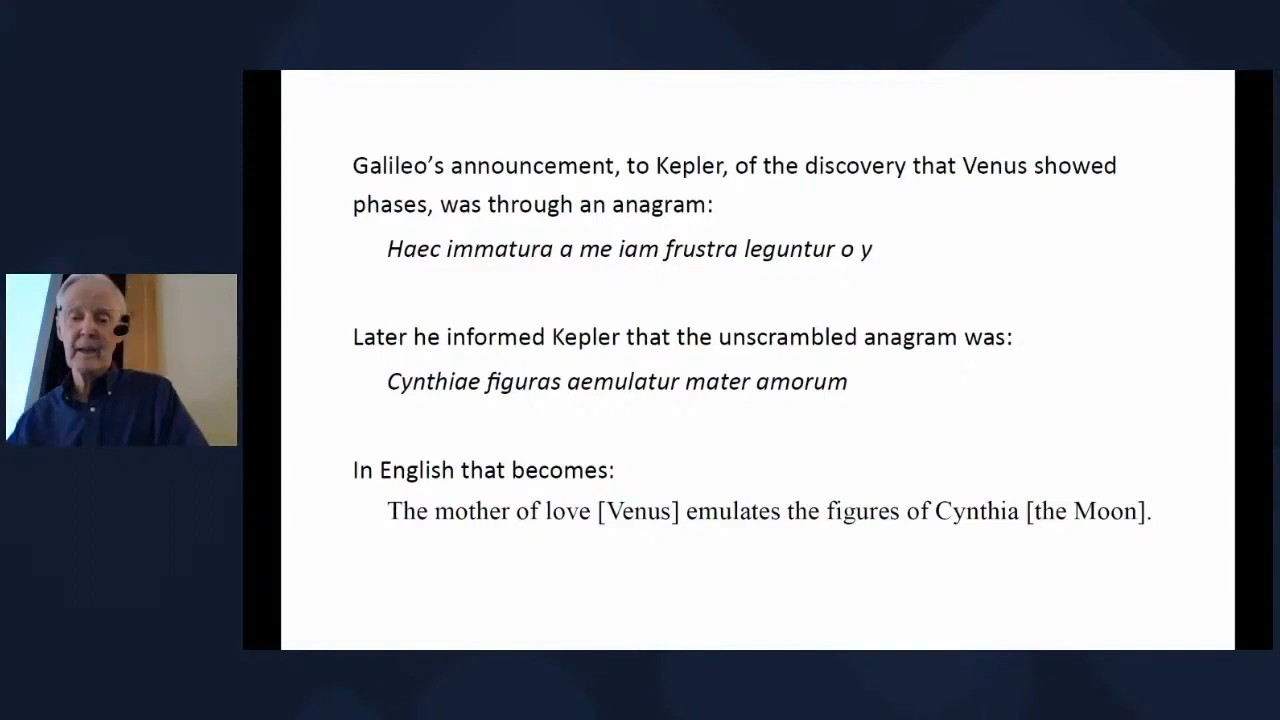 Galileo’s announcement, to Kepler, of the discovery that Venus showed
phases, was through an anagram:
Haec immatura a me iam frustra leguntur o y
Later he informed Kepler that the unscrambled anagram was:
Cynthiae figuras aemulatur mater amorum
In English that becomes:
The mother of love [Venus] emulates the figures of Cynthia [the Moon].